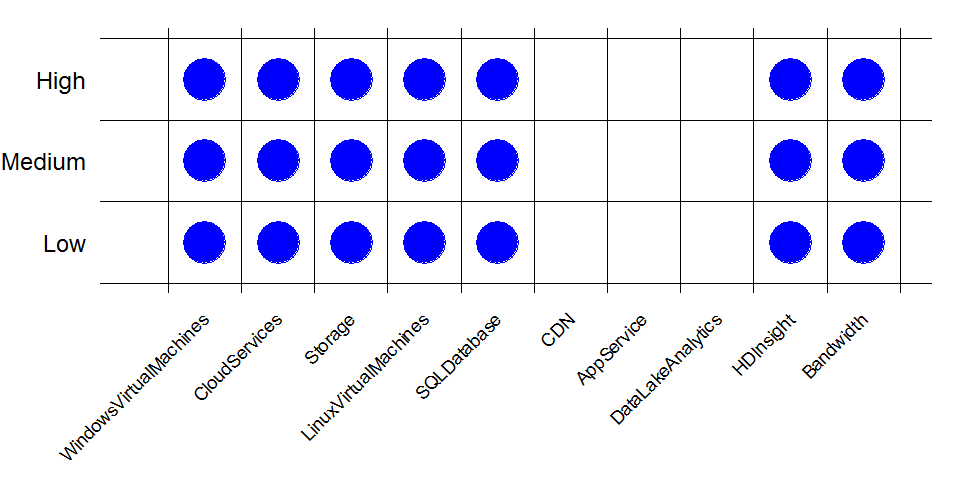 High
Medium
Low
WindowsVirtualMachines
CloudServices
Storage
LinuxVirtualMachines
SQLDatabase
CDN
AppService
DataLakeAnalytics
HDInsight
Bandwidth